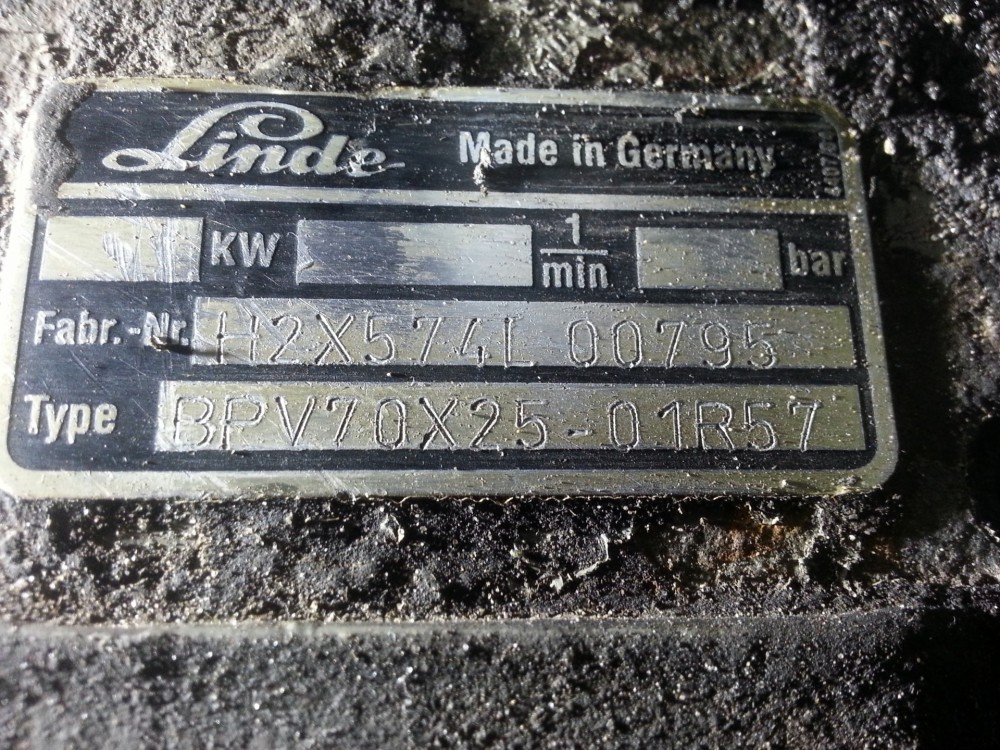 Linde Made in Germany
KW 1/min bar
Fabr.-Nr. H2X574L 00795
Type BPV70X25-01R57